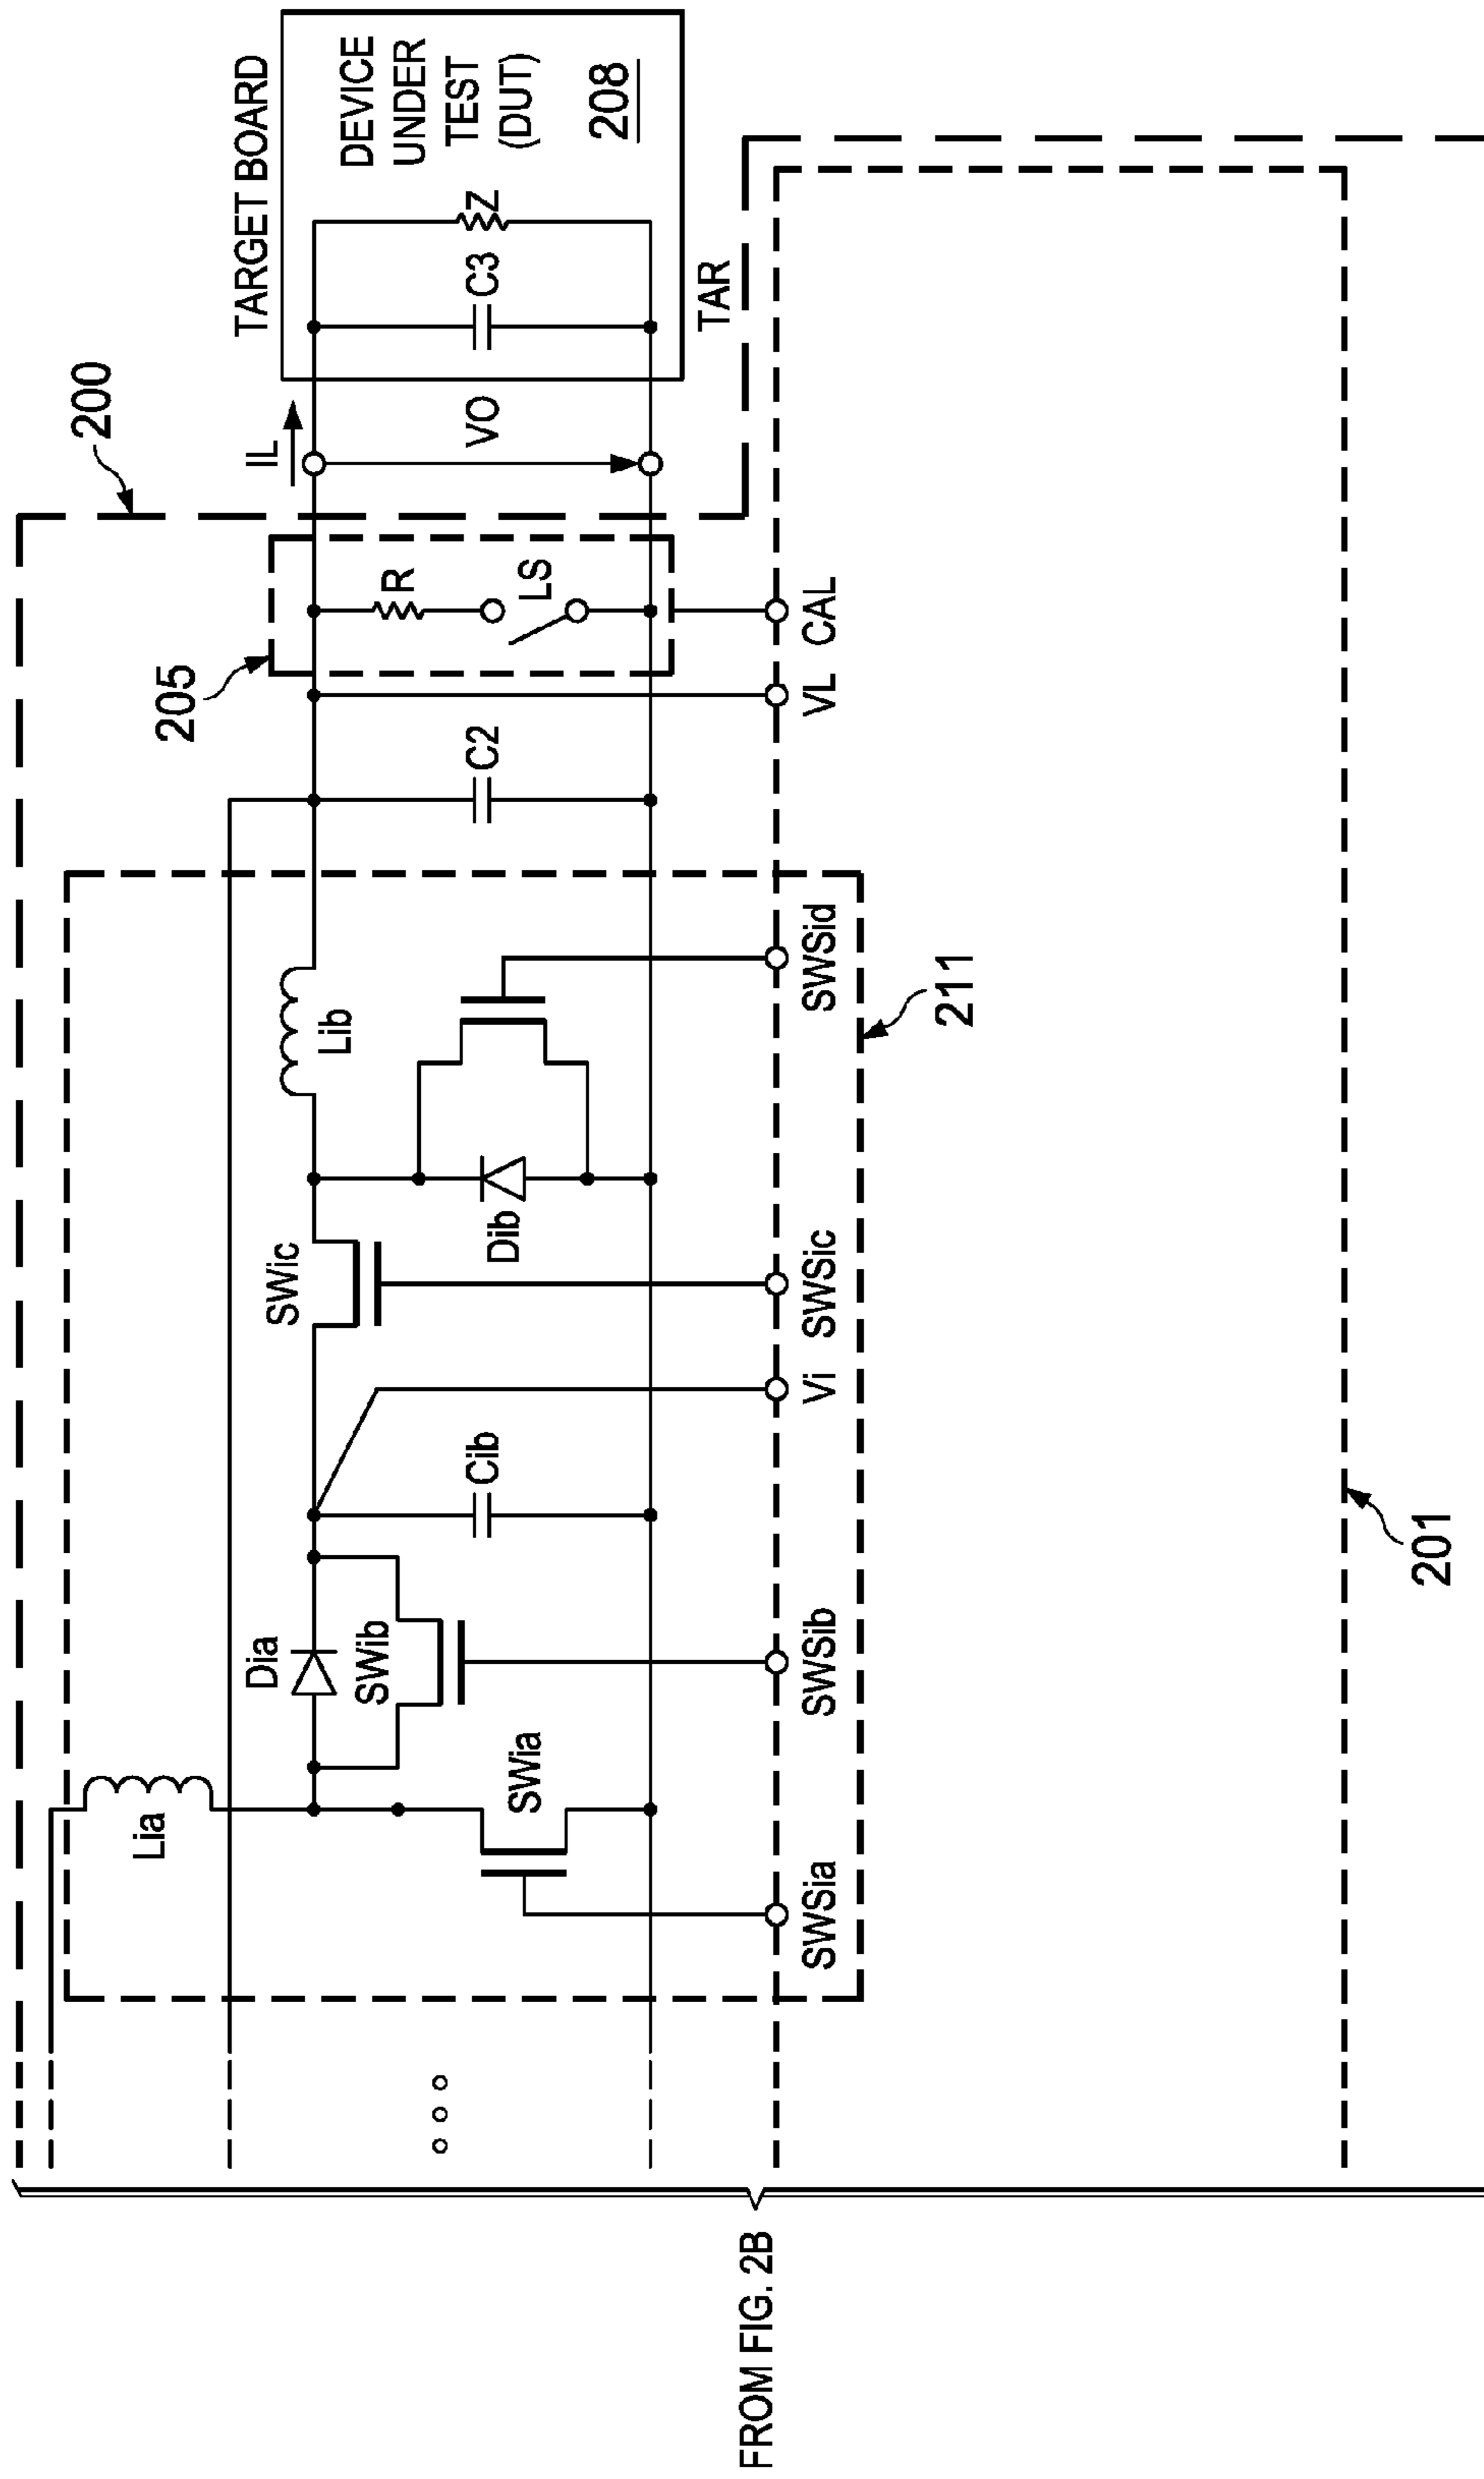 200
TARGET BOARD
DEVICE
UNDER
TEST
(DUT)
208
Z
C3
TAR
IL
VO
205
R
LS
C2
VL
CAL
Lia
Dia
SWib
SWia
Cib
SWic
Dib
Lib
SWSia
SWSib
Vi
SWSic
SWSid
211
201
FROM FIG. 2B